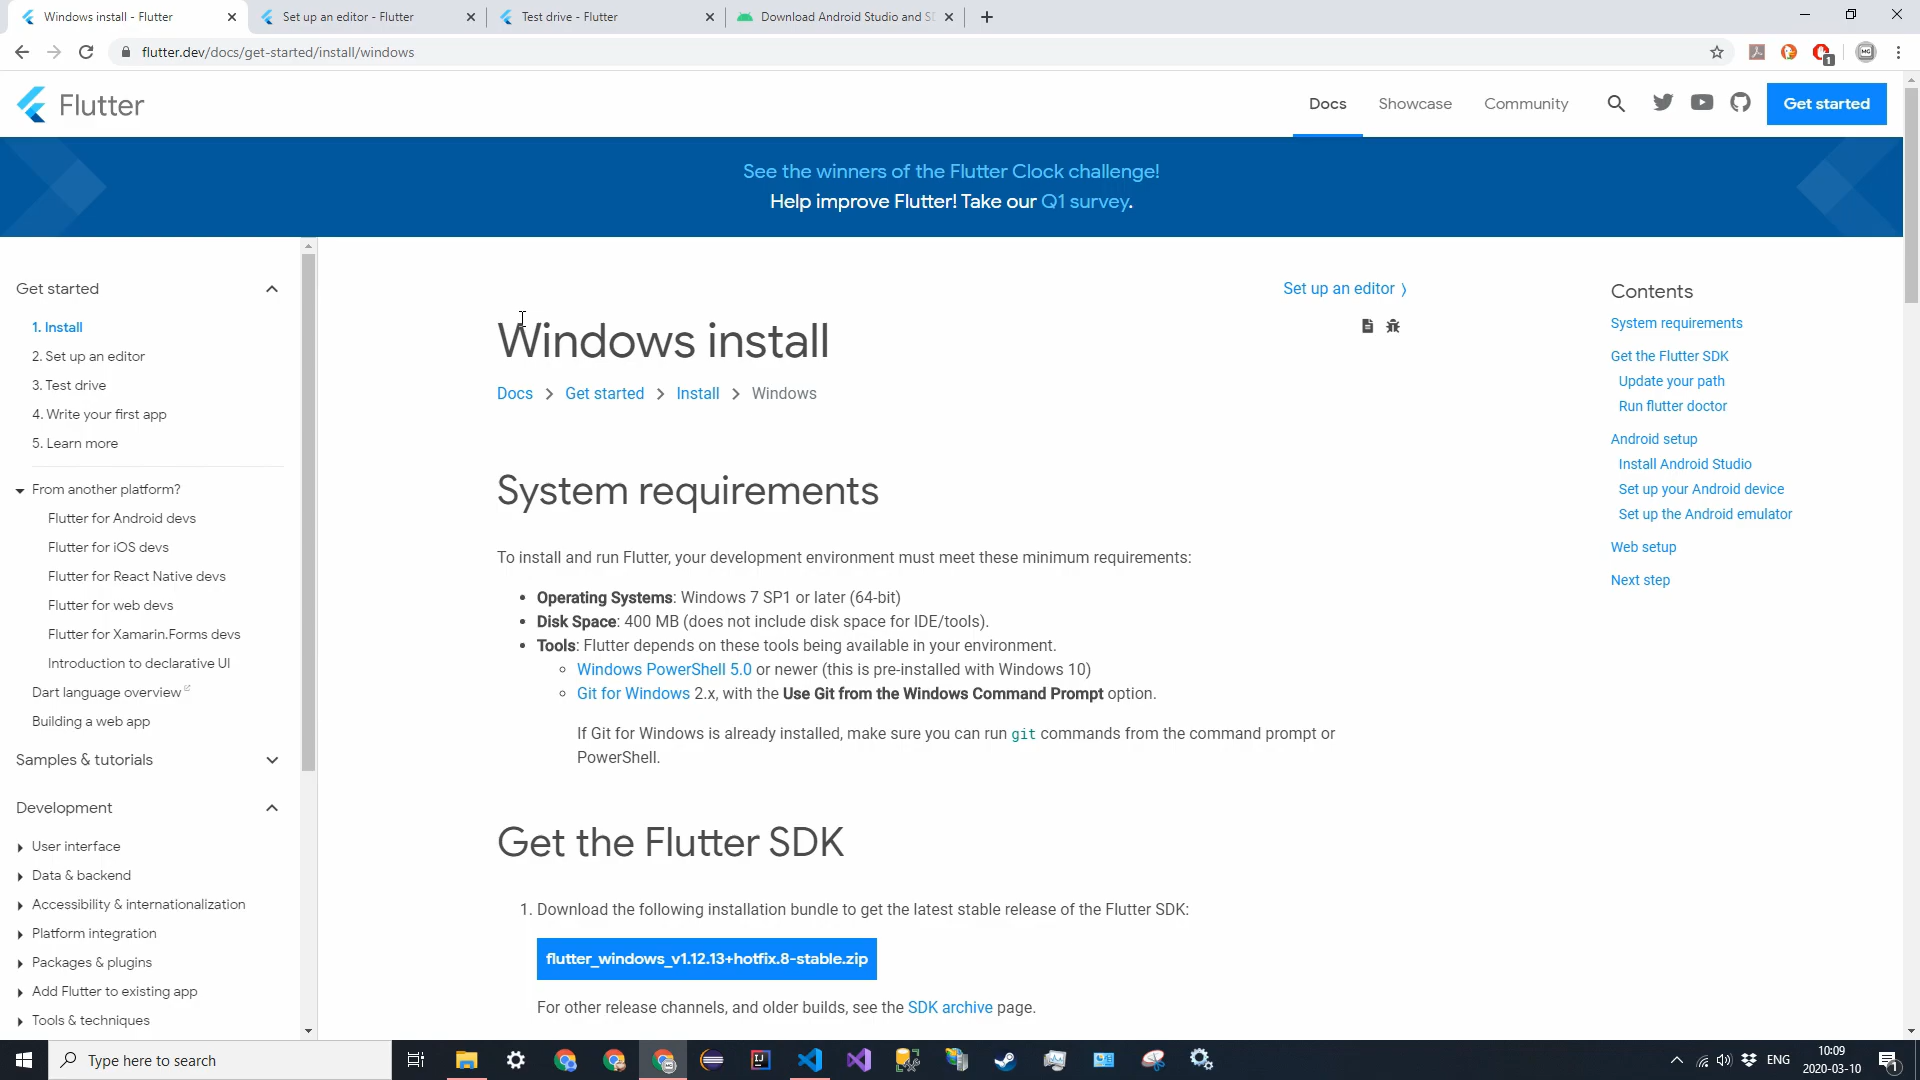 Windows install - Flutter
Set up an editor - Flutter
Test drive - Flutter
Download Android Studio and S
flutter.dev/docs/get-started/install/windows
1
MG
Flutter
Docs
Showcase
Community
Get started
See the winners of the Flutter Clock challenge!
Help improve Flutter! Take our Q1 survey.
Get started
1. Install
2. Set up an editor
3. Test drive
4. Write your first app
5. Learn more
From another platform?
Flutter for Android devs
Flutter for iOS devs
Flutter for React Native devs
Flutter for web devs
Flutter for Xamarin.Forms devs
Introduction to declarative UI
Dart language overview
Building a web app
Samples & tutorials
Development
User interface
Data & backend
Accessibility & internationalization
Platform integration
Packages & plugins
Add Flutter to existing app
Tools & techniques
Set up an editor
Windows install
Docs > Get started > Install > Windows
System requirements
To install and run Flutter, your development environment must meet these minimum requirements:
• Operating Systems: Windows 7 SP1 or later (64-bit)
• Disk Space: 400 MB (does not include disk space for IDE/tools).
• Tools: Flutter depends on these tools being available in your environment.
Windows PowerShell 5.0 or newer (this is pre-installed with Windows 10)
Git for Windows 2.x, with the Use Git from the Windows Command Prompt option.
If Git for Windows is already installed, make sure you can run git commands from the command prompt or
PowerShell.
Get the Flutter SDK
1. Download the following installation bundle to get the latest stable release of the Flutter SDK:
flutter_windows_v1.12.13+hotfix.8-stable.zip
For other release channels, and older builds, see the SDK archive page.
Contents
System requirements
Get the Flutter SDK
Update your path
Run flutter doctor
Android setup
Install Android Studio
Set up your Android device
Set up the Android emulator
Web setup
Next step
Type here to search
ENG
10:09
2020-03-10
1